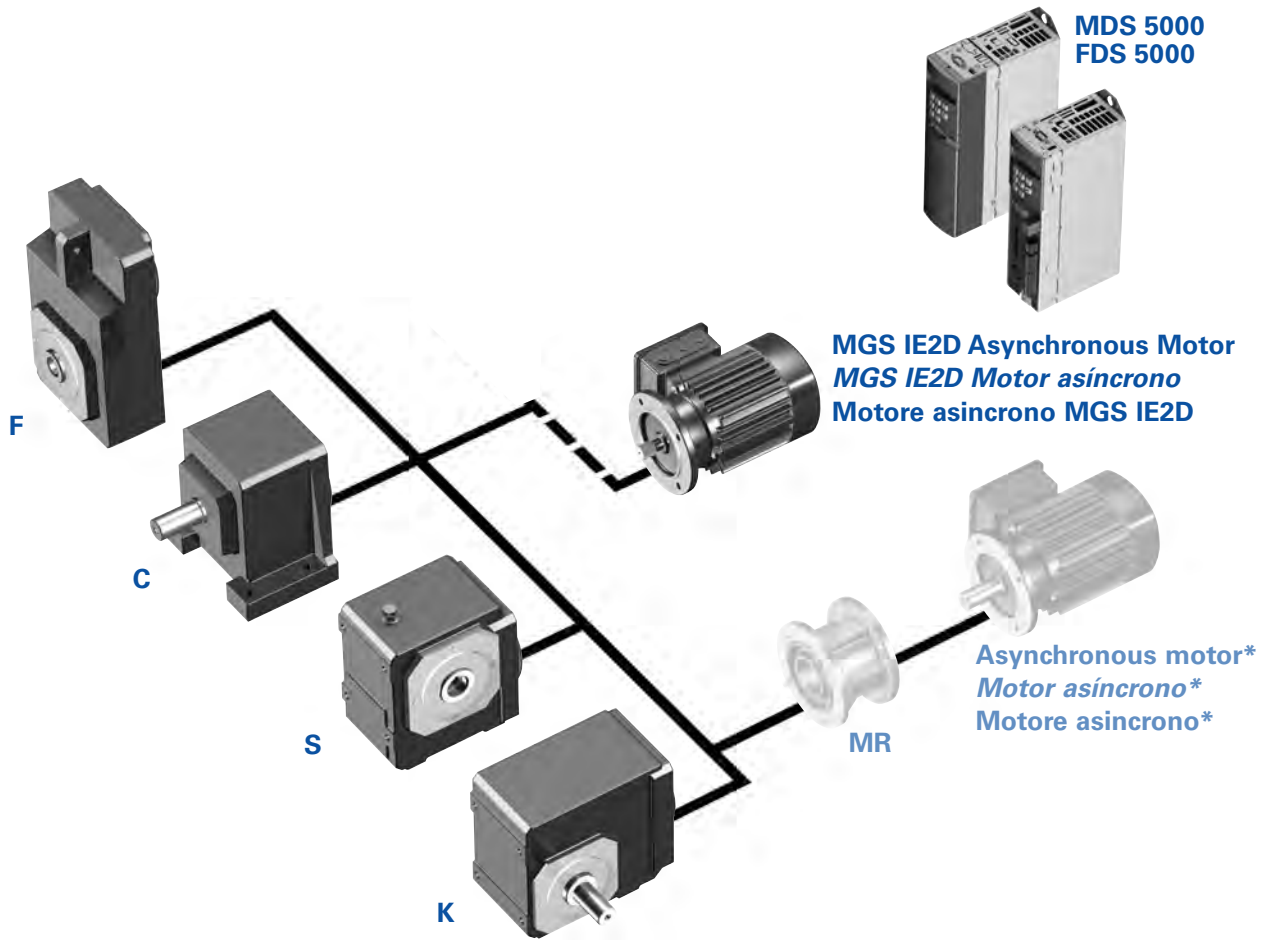 MDS 5000
FDS 5000
MGS IE2D Asynchronous Motor
MGS IE2D Motor asíncrono
Motore asincrono MGS IE2D
F
C
S
K
MR
Asynchronous motor*
Motor asíncrono*
Motore asincrono*